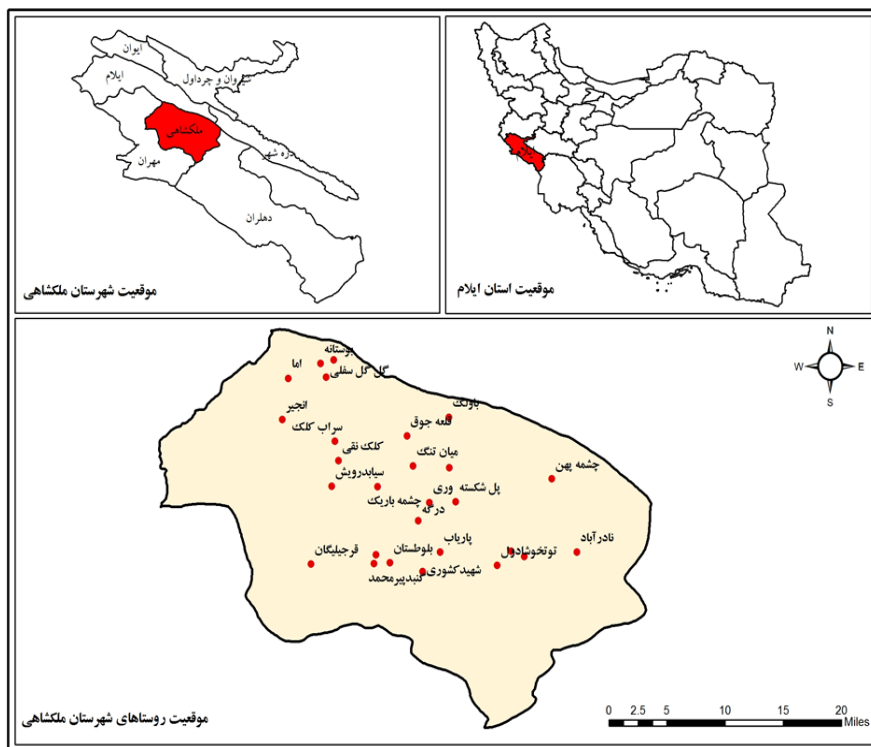 ایوان
شیروان و چرداول
ایلام
ملکشاهی
دره شهر
مهران
دهلران
موقعیت شهرستان ملکشاهی
ایلام
موقعیت استان ایلام
N
W
E
S
بوستانه
اما
گل گل سفلی
باولگ
انجیر
سراب کلک
قلعه جوق
کلک نقی
میان تنگ
چشمه پهن
سیابدرویش
چشمه باریک
وری
پل شکسته
درگه
پاریاب
بلوطستان
قرجیلیگان
توتخوشادول
نادرآباد
گنبدپیرمحمد
شهیدکشوری
موقعیت روستاهای شهرستان ملکشاهی
0 2.5 5 10 15 20
Miles